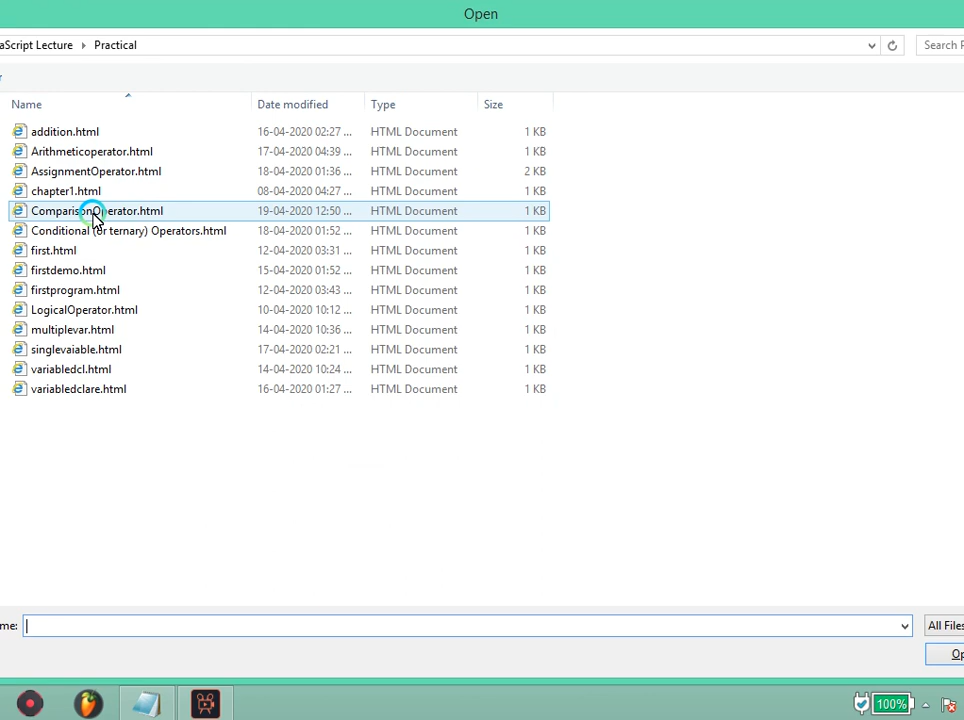 Open
aScript Lecture Practical Search
Name Date modified Type Size
addition.html 16-04-2020 02:27 ... HTML Document 1 KB
Arithmeticoperator.html 17-04-2020 04:39 ... HTML Document 1 KB
AssignmentOperator.html 18-04-2020 01:36 ... HTML Document 2 KB
chapter1.html 08-04-2020 04:27 ... HTML Document 1 KB
ComparisonOperator.html 19-04-2020 12:50 ... HTML Document 1 KB
Conditional (or ternary) Operators.html 18-04-2020 01:52 ... HTML Document 1 KB
first.html 12-04-2020 03:31 ... HTML Document 1 KB
firstdemo.html 15-04-2020 01:52 ... HTML Document 1 KB
firstprogram.html 12-04-2020 03:43 ... HTML Document 1 KB
LogicalOperator.html 10-04-2020 10:12 ... HTML Document 1 KB
multiplevar.html 14-04-2020 10:36 ... HTML Document 1 KB
singlevaiable.html 17-04-2020 02:21 ... HTML Document 1 KB
variabledcl.html 14-04-2020 10:24 ... HTML Document 1 KB
variabledclare.html 16-04-2020 01:27 ... HTML Document 1 KB
me: All Files
Op
100%